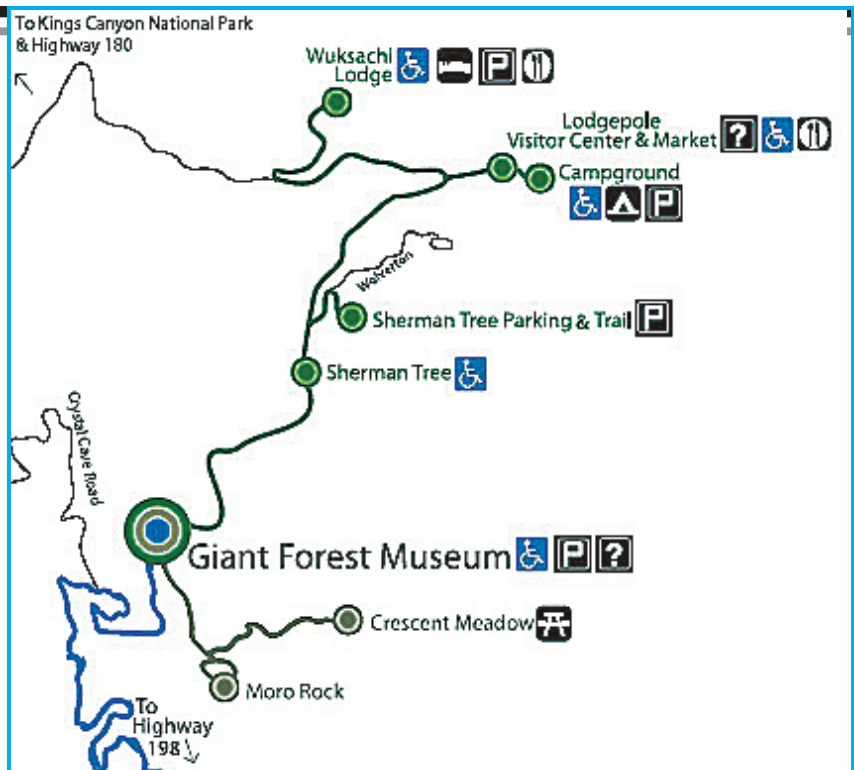 To Kings Canyon National Park
& Highway 180
Wuksachi
Lodge
P
Lodgepole
Visitor Center & Market
?
Campground
P
Wolverton
Sherman Tree Parking & Trail
P
Sherman Tree
Crystal Cave Road
Giant Forest Museum
P
?
Crescent Meadow
Moro Rock
To
Highway
198